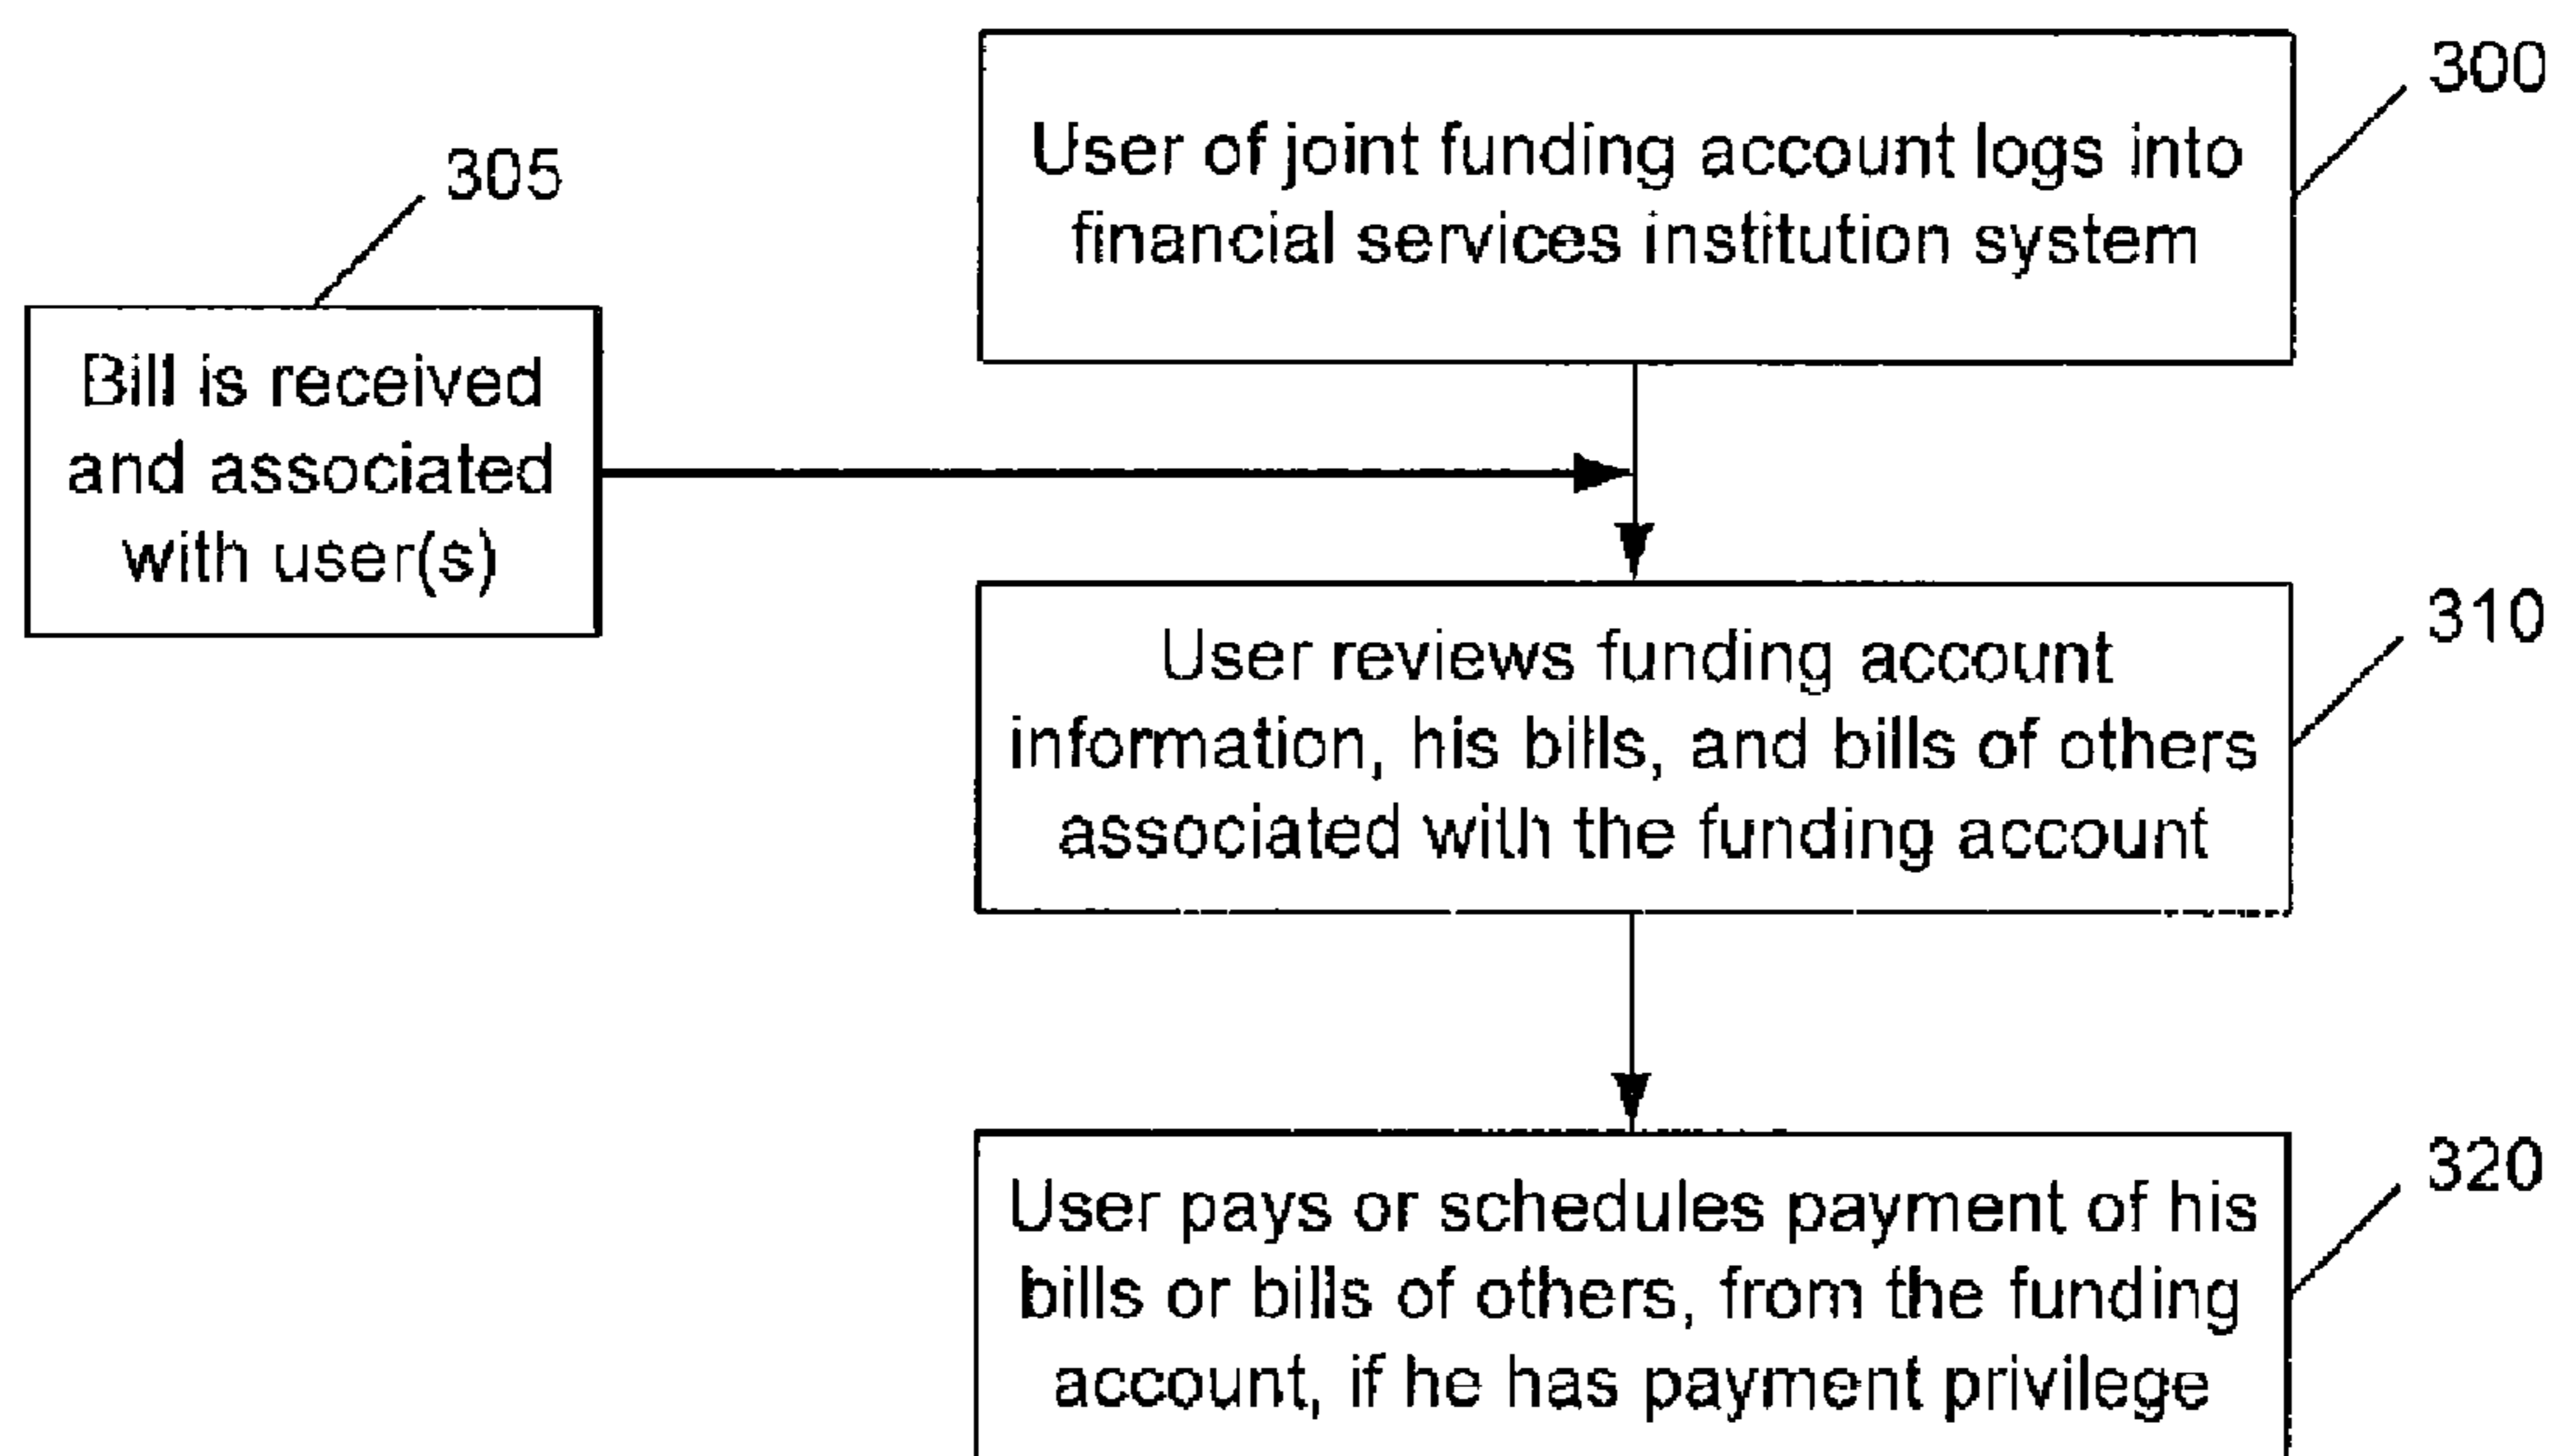 300
User of joint funding account logs into
financial services institution system
305
Bill is received
and associated
with user(s)
310
User reviews funding account
information, his bills, and bills of others
associated with the funding account
320
User pays or schedules payment of his
bills or bills of others, from the funding
account, if he has payment privilege